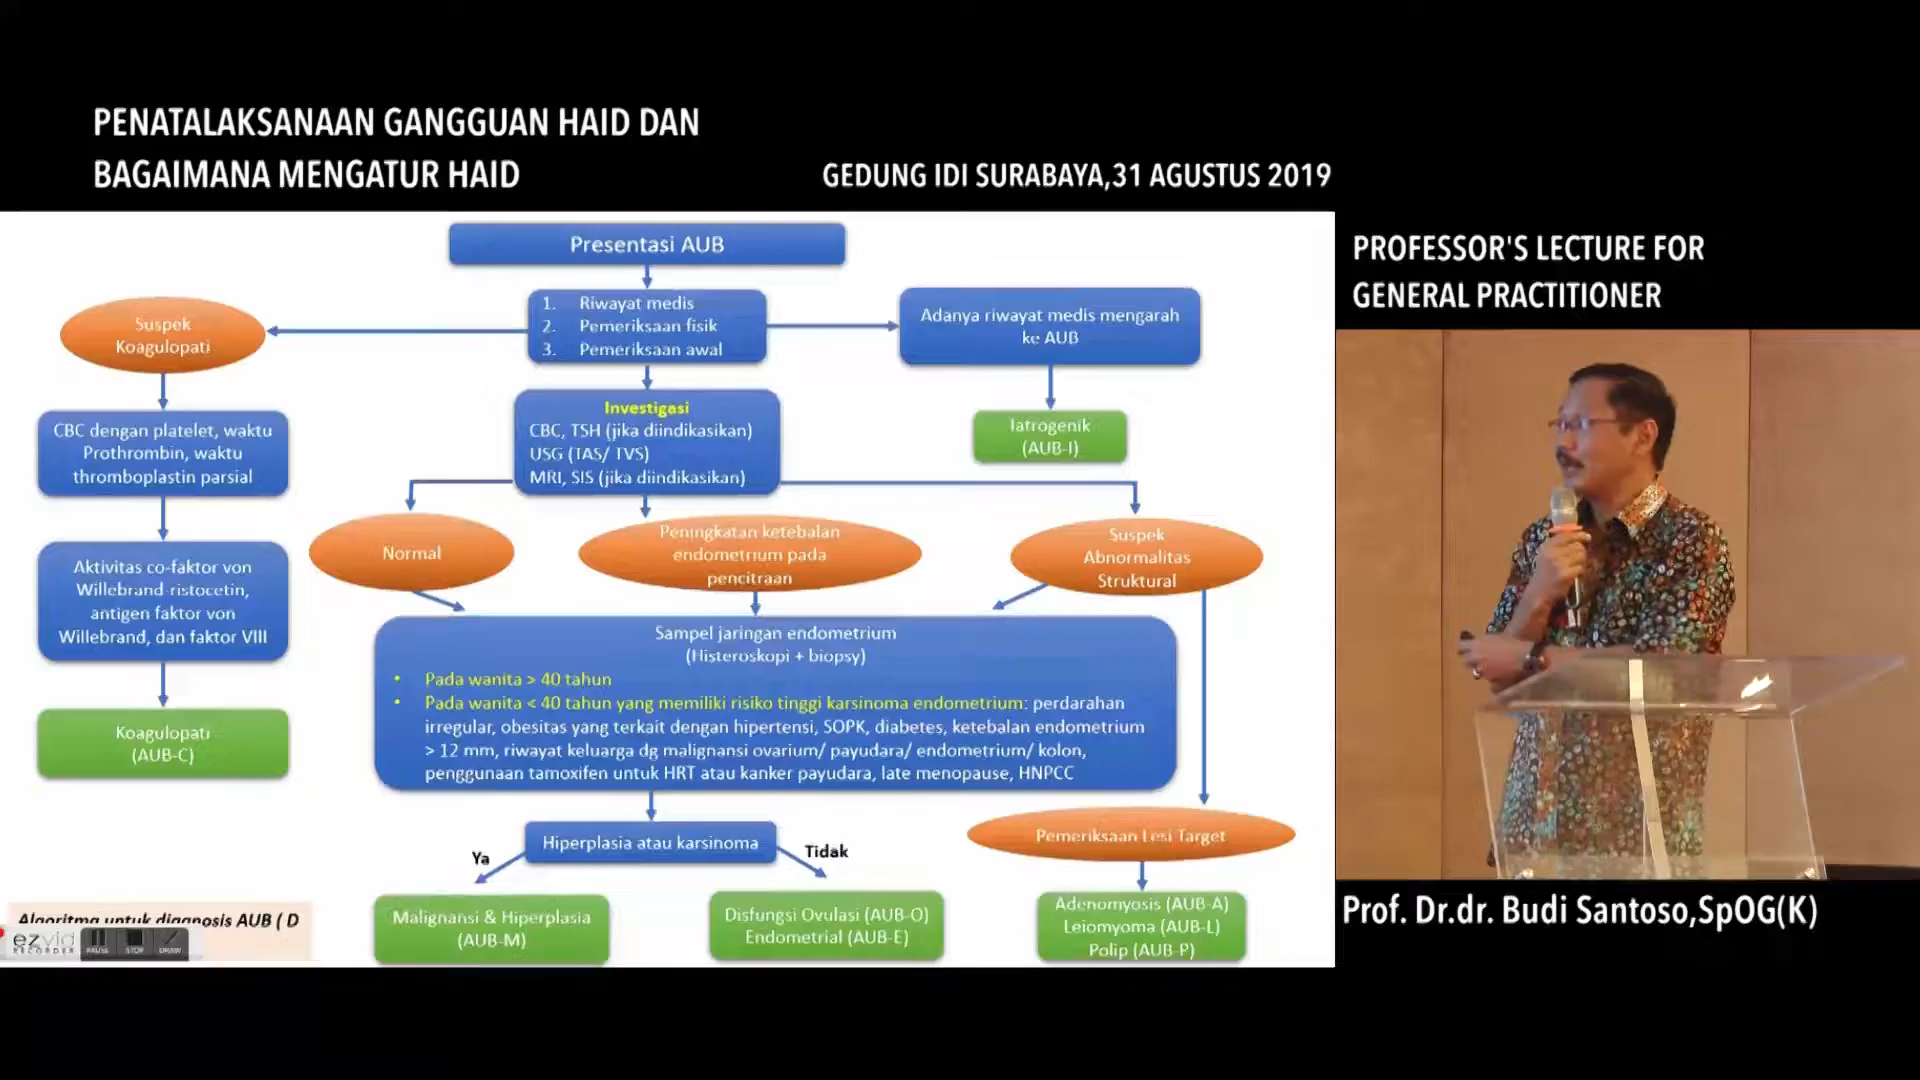 PENATALAKSANAAN GANGGUAN HAID DAN
BAGAIMANA MENGATUR HAID
GEDUNG IDI SURABAYA,31 AGUSTUS 2019
PROFESSOR'S LECTURE FOR
GENERAL PRACTITIONER
Presentasi AUB
1. Riwayat medis
2. Pemeriksaan fisik
3. Pemeriksaan awal
Suspek
Koagulopati
Adanya riwayat medis mengarah
ke AUB
Investigasi
CBC, TSH (jika diindikasikan)
USG (TAS/ TVS)
MRI, SIS (jika diindikasikan)
Iatrogenik
(AUB-I)
CBC dengan platelet, waktu
Prothrombin, waktu
thromboplastin parsial
Normal
Peningkatan ketebalan
endometrium pada
pencitraan
Suspek
Abnormalitas
Struktural
Aktivitas co-faktor von
Willebrand ristocetin,
antigen faktor von
Willebrand, dan faktor VIII
Sampel jaringan endometrium
(Histeroskopi + biopsy)
• Pada wanita > 40 tahun
• Pada wanita < 40 tahun yang memiliki risiko tinggi karsinoma endometrium: perdarahan
irregular, obesitas yang terkait dengan hipertensi, SOPK, diabetes, ketebalan endometrium
> 12 mm, riwayat keluarga dg malignansi ovarium/ payudara/ endometrium/ kolon,
penggunaan tamoxifen untuk HRT atau kanker payudara, late menopause, HNPCC
Koagulopati
(AUB-C)
Hiperplasia atau karsinoma
Ya
Tidak
Pemeriksaan Lesi Target
Malignansi & Hiperplasia
(AUB-M)
Disfungsi Ovulasi (AUB-O)
Endometrial (AUB-E)
Adenomyosis (AUB-A)
Leiomyoma (AUB-L)
Polip (AUB-P)
Algoritma untuk diagnosis AUB ( D
ezvid
RECORDER
PAUSE STOP DRAW
Prof. Dr.dr. Budi Santoso,SpOG(K)